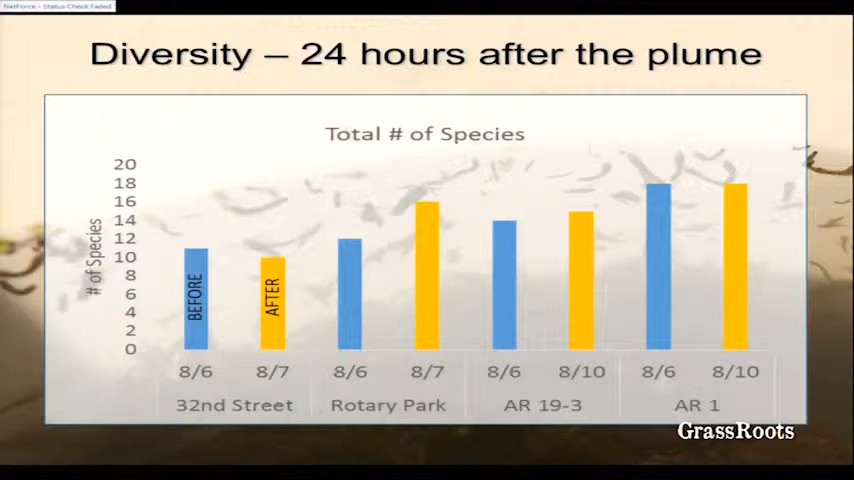 NetForce - Status Check Failed
Diversity – 24 hours after the plume
Total # of Species
# of Species
20
18
16
14
12
10
8
6
4
2
0
BEFORE
AFTER
8/6 8/7 8/6 8/7 8/6 8/10 8/6 8/10
32nd Street Rotary Park AR 19-3 AR 1
GrassRoots